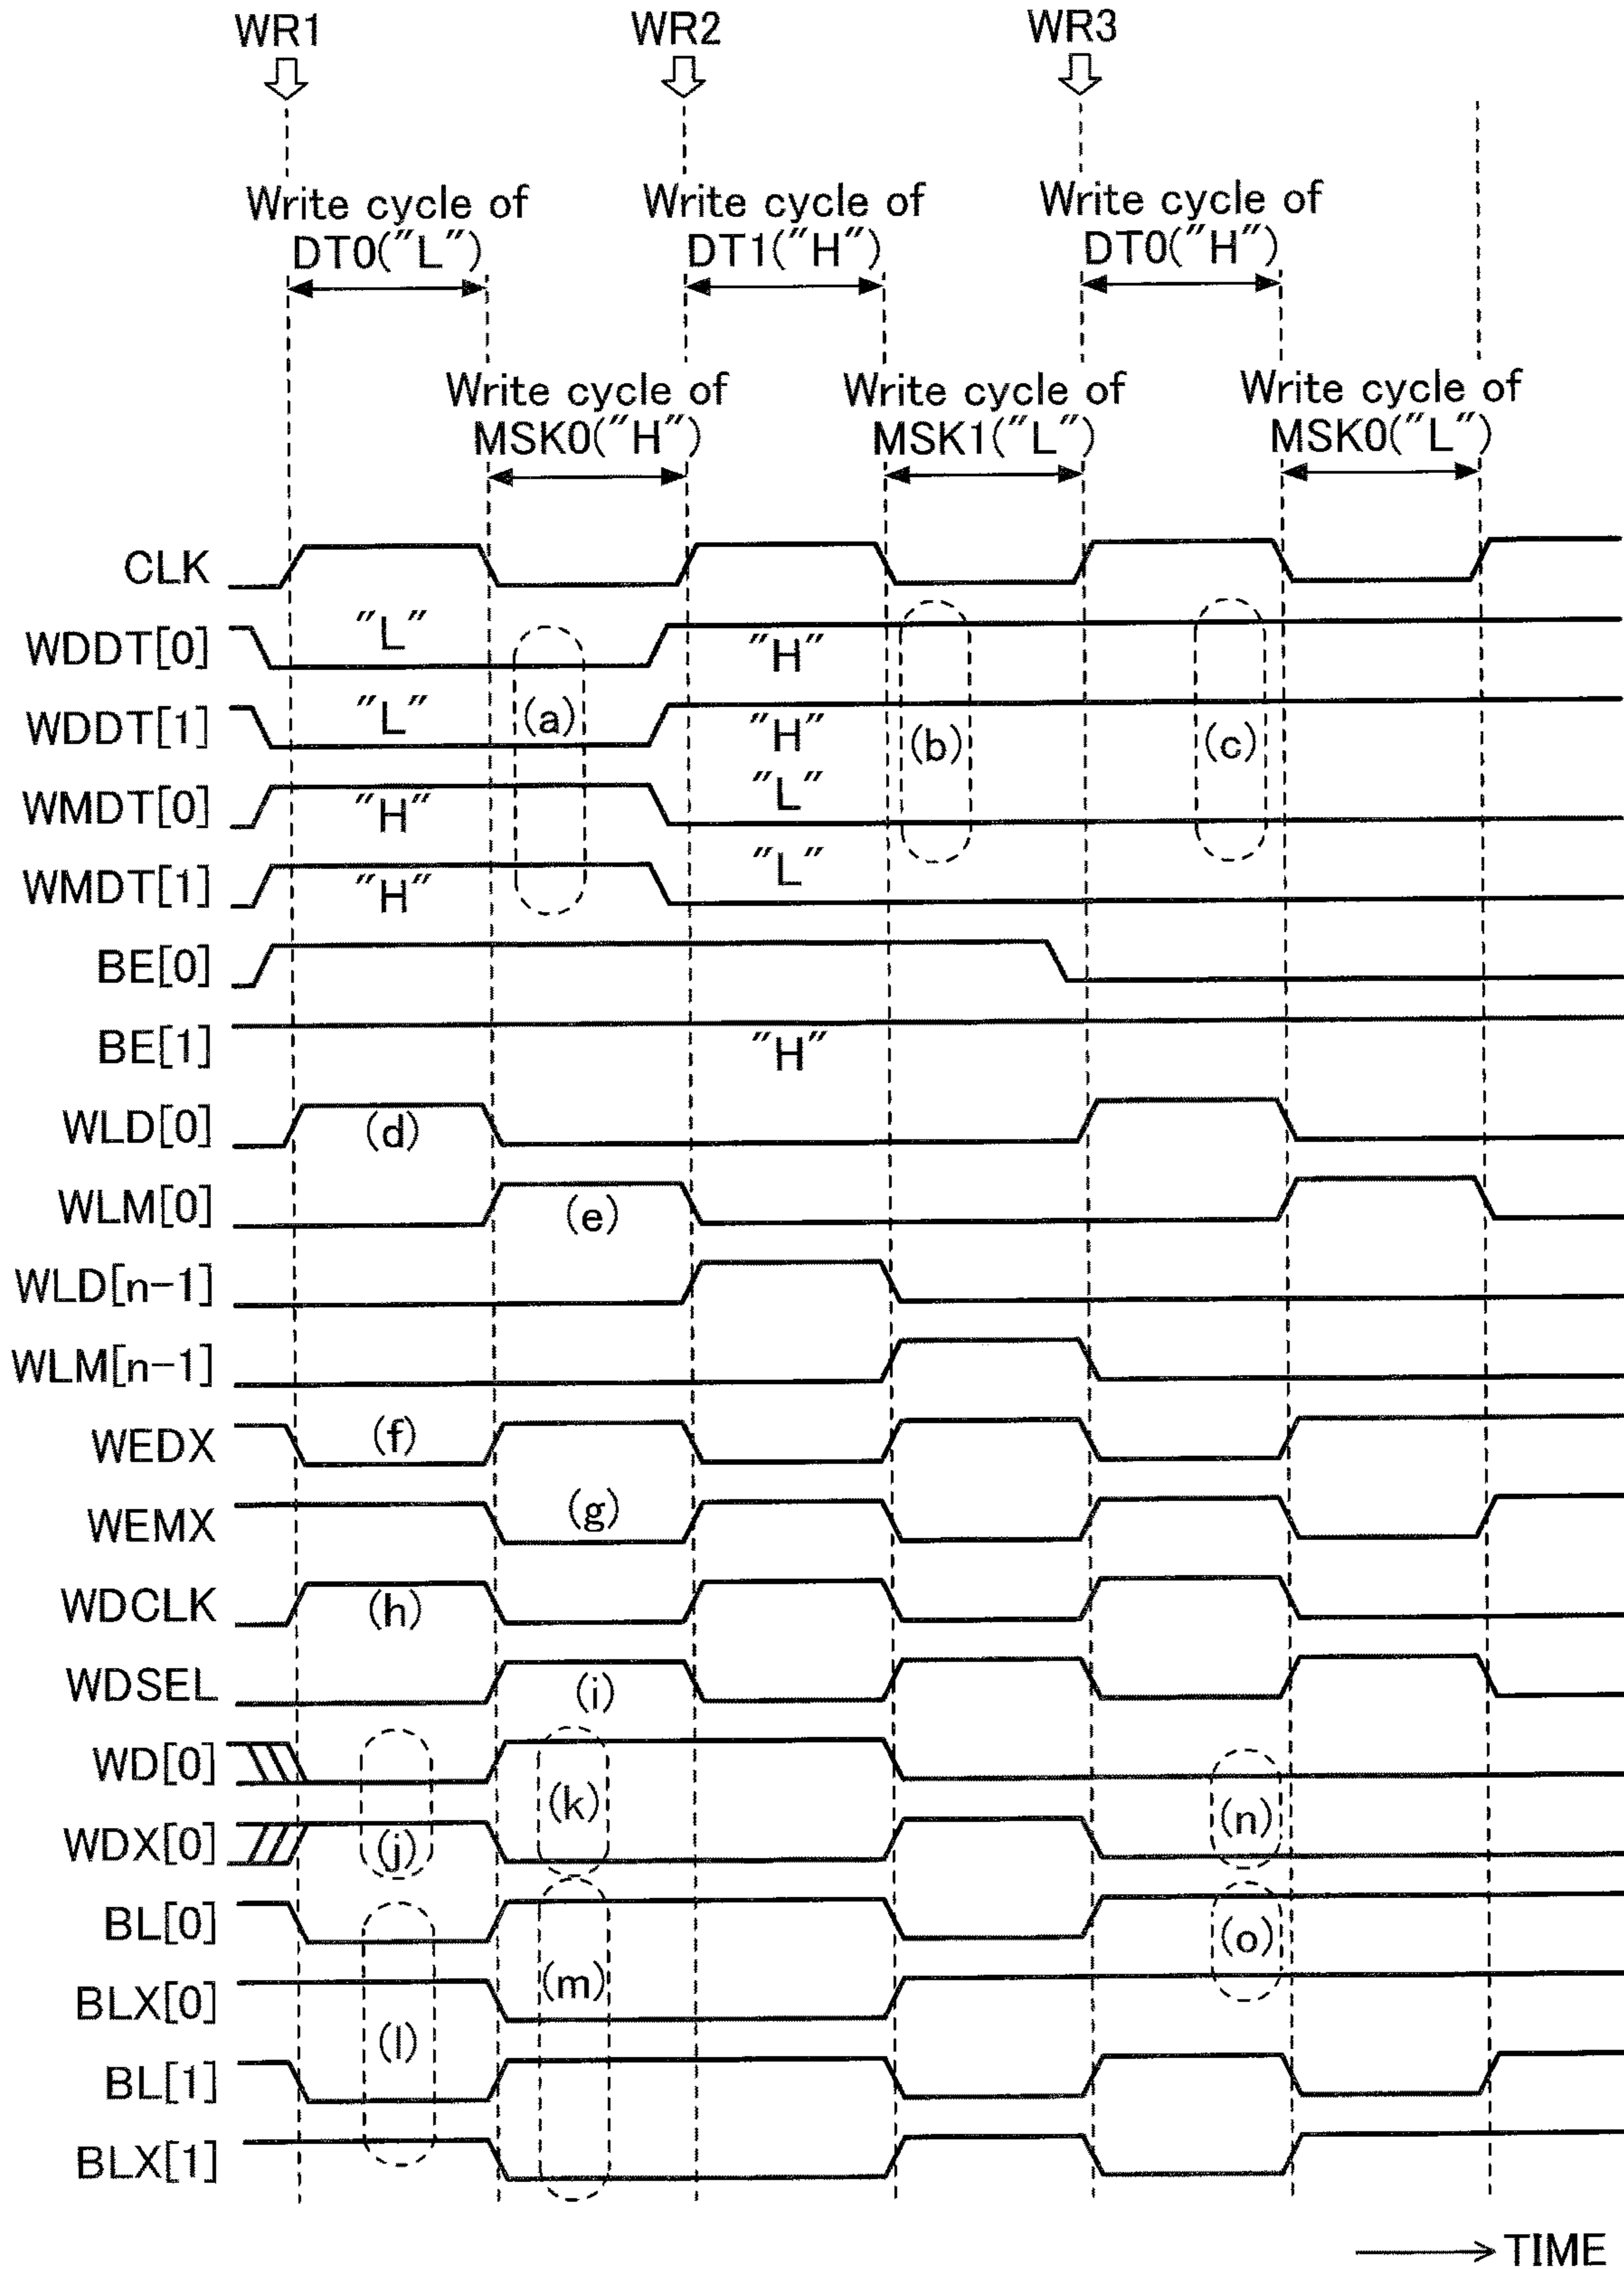 WR1 WR2 WR3
Write cycle of DT0("L")
Write cycle of DT1("H")
Write cycle of DT0("H")
Write cycle of MSK0("H")
Write cycle of MSK1("L")
Write cycle of MSK0("L")
CLK
WDDT[0] "L" "H"
WDDT[1] "L" (a) "H" (b) (c)
WMDT[0] "H" "L"
WMDT[1] "H" "L"
BE[0]
BE[1] "H"
WLD[0] (d)
WLM[0] (e)
WLD[n-1]
WLM[n-1]
WEDX (f)
WEMX (g)
WDCLK (h)
WDSEL (i)
WD[0] (k)
WDX[0] (j) (n)
BL[0] (o)
BLX[0] (m)
(l)
BL[1]
BLX[1]
TIME